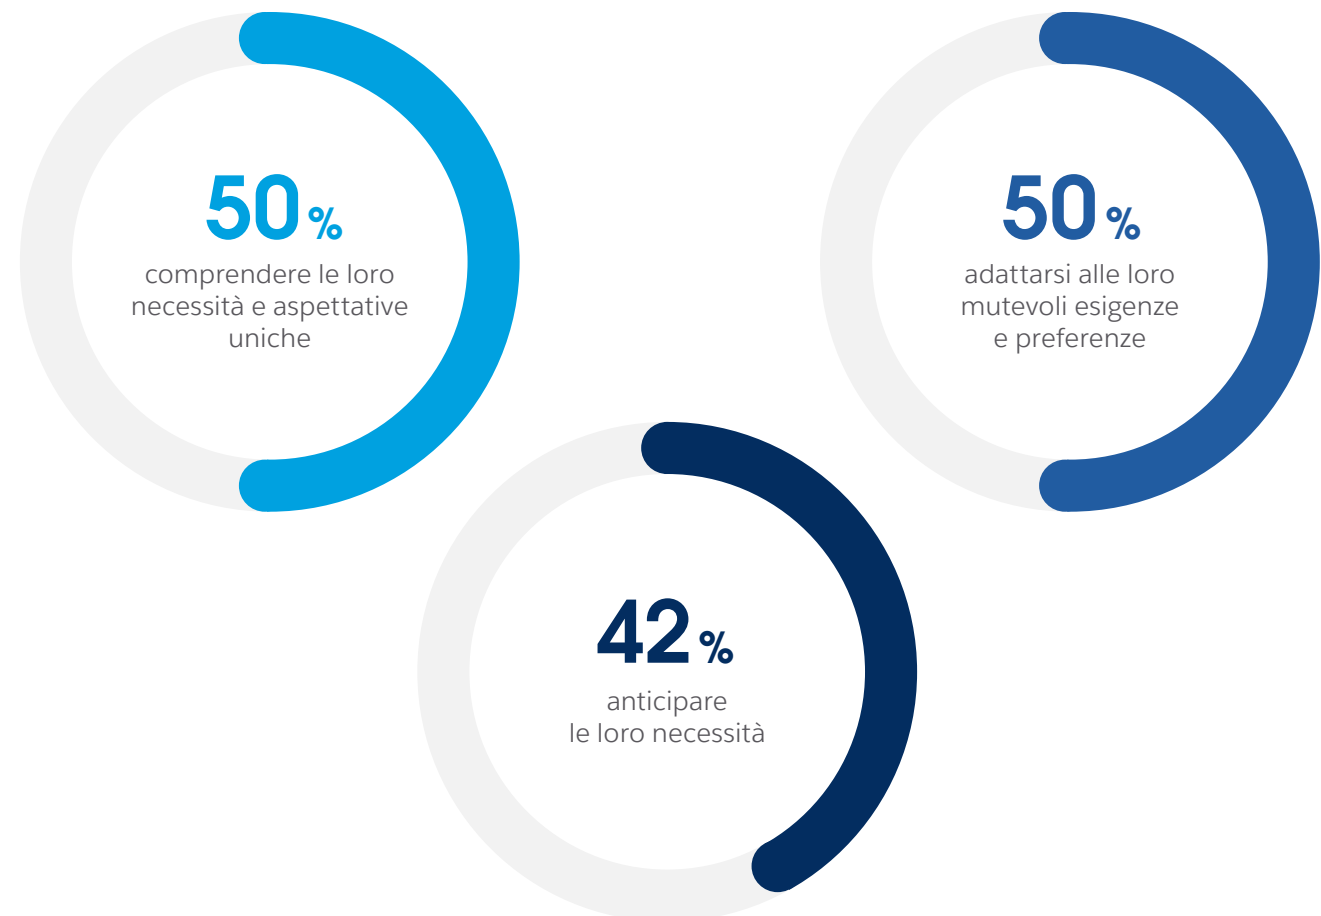 50 %
comprendere le loro
necessità e aspettative
uniche
50 %
adattarsi alle loro
mutevoli esigenze
e preferenze
42 %
anticipare
le loro necessità